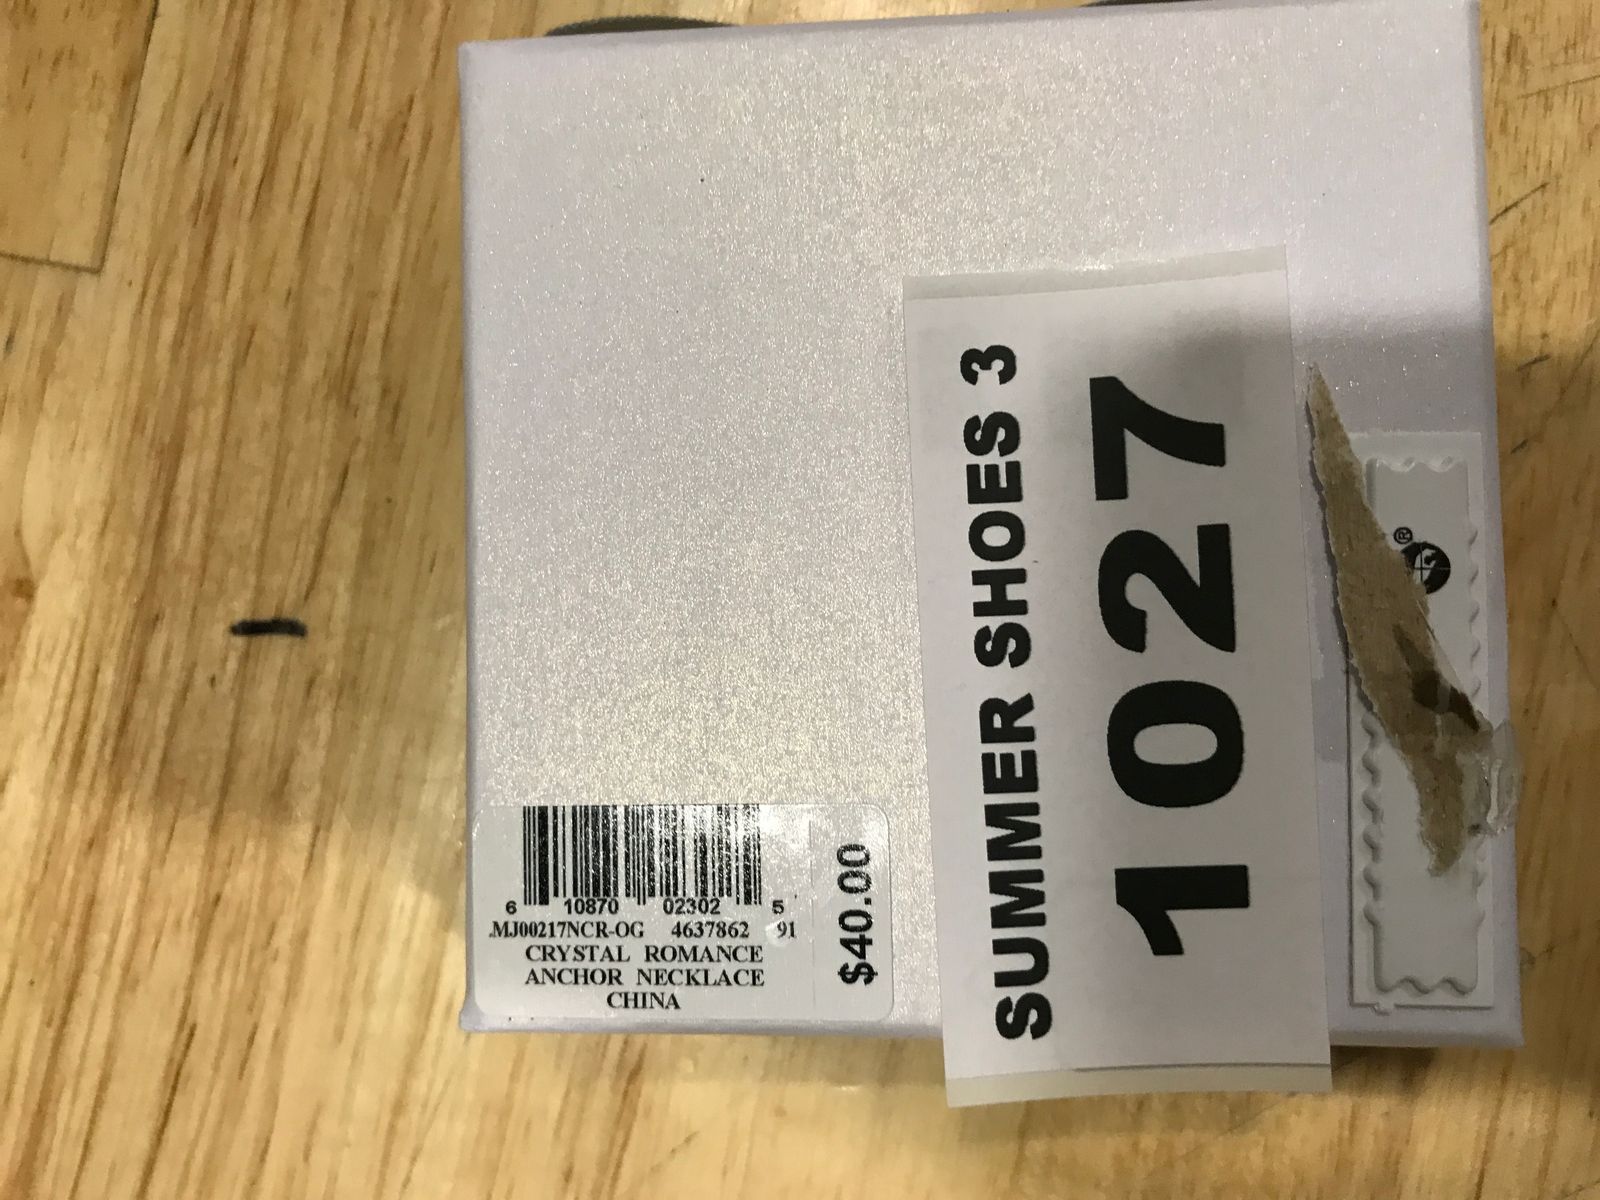 6 10870 02302 5
.MJ00217NCR-OG 4637862 91
CRYSTAL ROMANCE
ANCHOR NECKLACE
CHINA
$40.00
SUMMER SHOES 3
1027
®